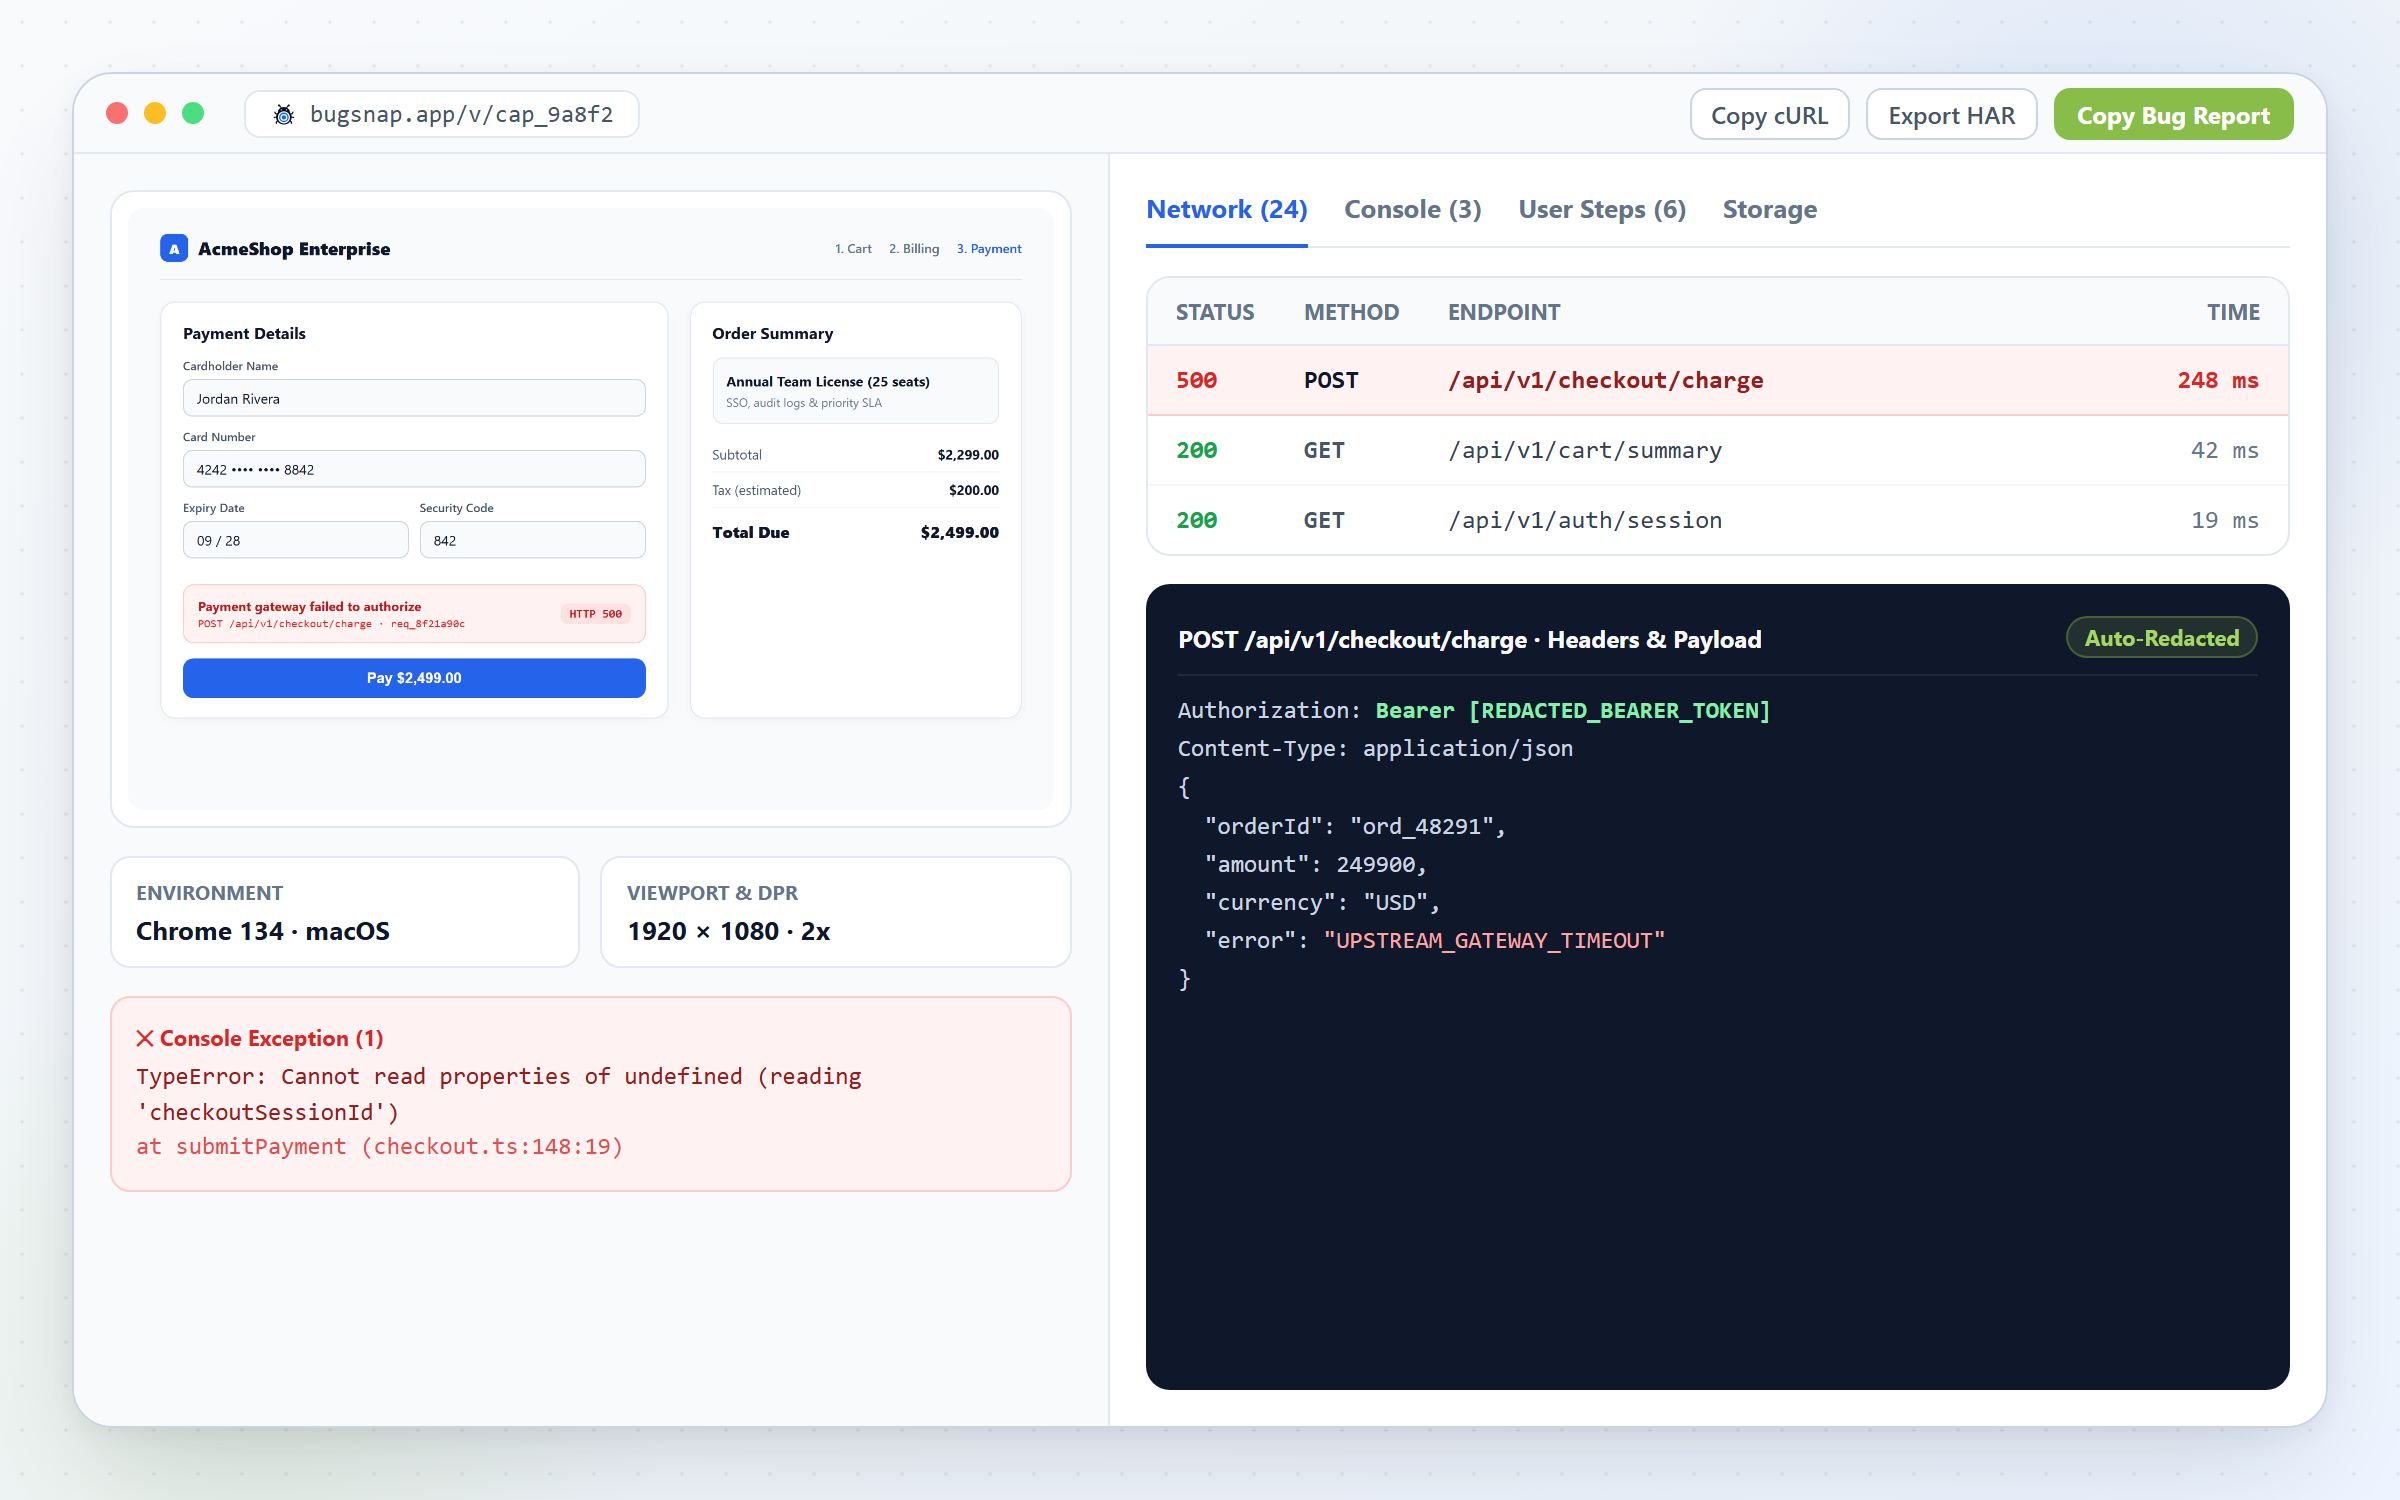 bugsnap.app/v/cap_9a8f2
Copy cURL
Export HAR
Copy Bug Report
A
AcmeShop Enterprise
1. Cart
2. Billing
3. Payment
Payment Details
Cardholder Name
Jordan Rivera
Card Number
4242 •••• •••• 8842
Expiry Date
Security Code
09 / 28
842
Payment gateway failed to authorize
POST /api/v1/checkout/charge · req_8f21a90c
HTTP 500
Pay $2,499.00
Order Summary
Annual Team License (25 seats)
SSO, audit logs & priority SLA
Subtotal
$2,299.00
Tax (estimated)
$200.00
Total Due
$2,499.00
ENVIRONMENT
Chrome 134 · macOS
VIEWPORT & DPR
1920 × 1080 · 2x
Console Exception (1)
TypeError: Cannot read properties of undefined (reading
'checkoutSessionId')
at submitPayment (checkout.ts:148:19)
Network (24)
Console (3)
User Steps (6)
Storage
STATUS METHOD ENDPOINT TIME
500 POST /api/v1/checkout/charge 248 ms
200 GET /api/v1/cart/summary 42 ms
200 GET /api/v1/auth/session 19 ms
POST /api/v1/checkout/charge · Headers & Payload
Auto-Redacted
Authorization: Bearer [REDACTED_BEARER_TOKEN]
Content-Type: application/json
{
"orderId": "ord_48291",
"amount": 249900,
"currency": "USD",
"error": "UPSTREAM_GATEWAY_TIMEOUT"
}